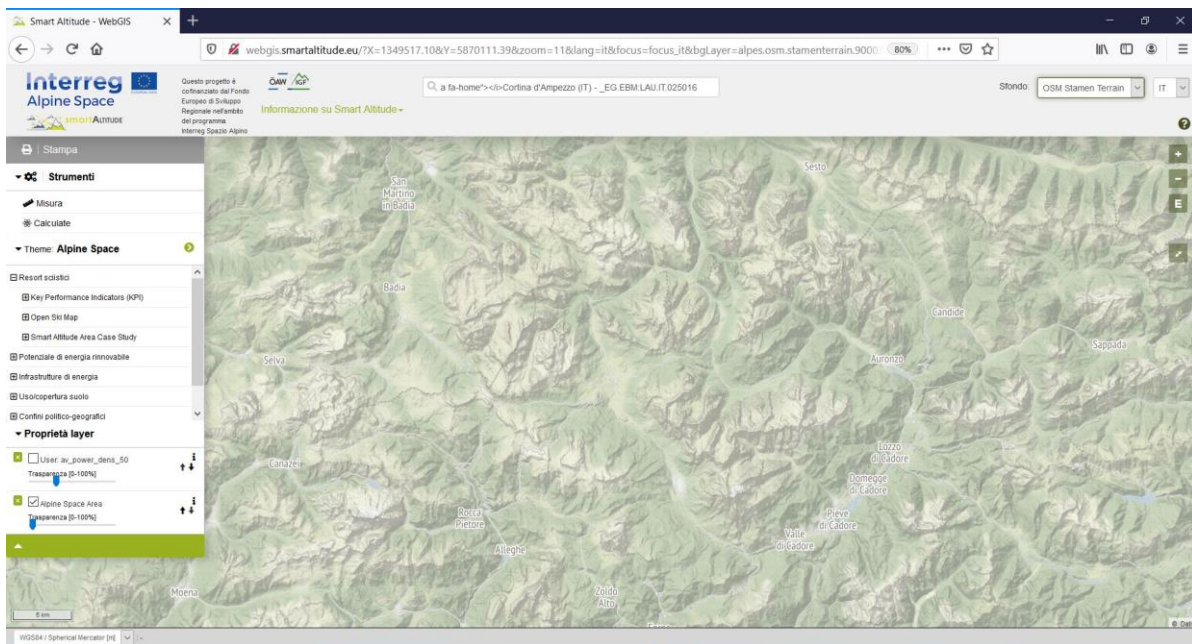 Smart Altitude - WebGIS
webgis.smartaltitude.eu/?X=1349517.10&Y=5870111.39&zoom=11&lang=it&focus=focus_it&bgLayer=alpes.osm.stamenterrain.9000
80%
Interreg
Alpine Space
smartALTITUDE
Questo progetto è
cofinanziato dal Fondo
Europeo di Sviluppo
Regionale nell'ambito
del programma
Interreg Spazio Alpino
ÖAW IGF
Informazione su Smart Altitude
a fa-home"></i>Cortina d'Ampezzo (IT) - _EG.EBM:LAU.IT.025016
Sfondo:
OSM Stamen Terrain
IT
?
Stampa
Strumenti
Misura
Calculate
Theme: Alpine Space
Resort sciistici
Key Performance Indicators (KPI)
Open Ski Map
Smart Altitude Area Case Study
Potenziale di energia rinnovabile
Infrastrutture di energia
Uso/copertura suolo
Confini politico-geografici
Proprietà layer
User: av_power_dens_50
Trasparenza [0-100%]
Alpine Space Area
Trasparenza [0-100%]
E
Sesto
San
Martino
in Badia
Badia
Candide
Sappada
Selva
Auronzo
Lozzo
di Cadore
Canazei
Domegge
di Cadore
Rocca
Pietore
Pieve
di Cadore
Valle
di Cadore
Alleghe
Zoldo
Alto
Moena
5 km
© Dat
WGS84 / Spherical Mercator [m]